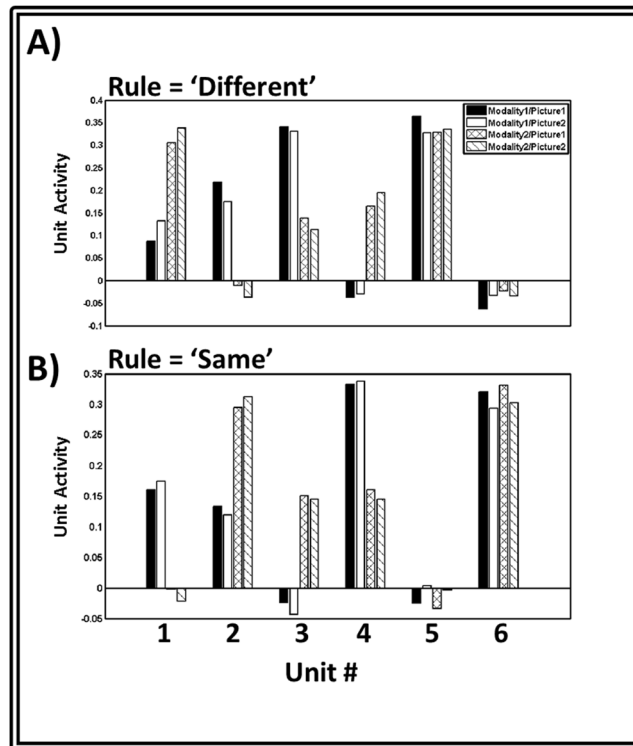 A)
Rule = ‘Different’
0.4
0.35
0.3
0.25
0.2
0.15
0.1
0.05
0
-0.05
-0.1
Unit Activity
Modality1/Picture1
Modality1/Picture2
Modality2/Picture1
Modality2/Picture2
B)
Rule = ‘Same’
0.35
0.3
0.25
0.2
0.15
0.1
0.05
0
-0.05
Unit Activity
1 2 3 4 5 6
Unit #